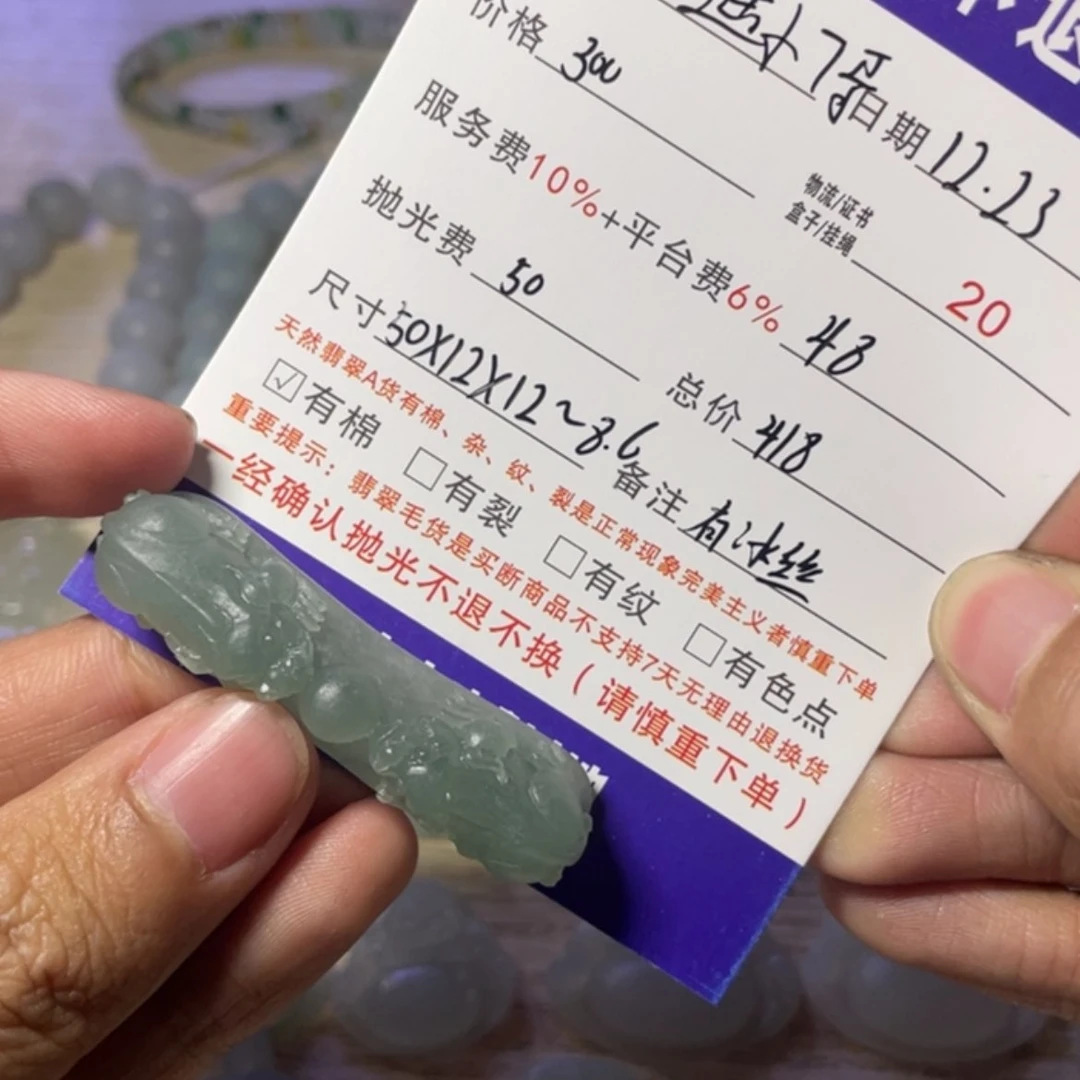 退
7哥
价格 300
日期 12.23
服务费10%+平台费6% 48
物流/证书
盒子/挂绳 20
抛光费 50
总价 418
尺寸 50X12X12~8.6
备注 有冰丝
天然翡翠A货有棉、杂、纹、裂是正常现象完美主义者慎重下单
☑有棉 □有裂 □有纹 □有色点
重要提示：翡翠毛货是买断商品不支持7天无理由退换货
一经确认抛光不退不换（请慎重下单）